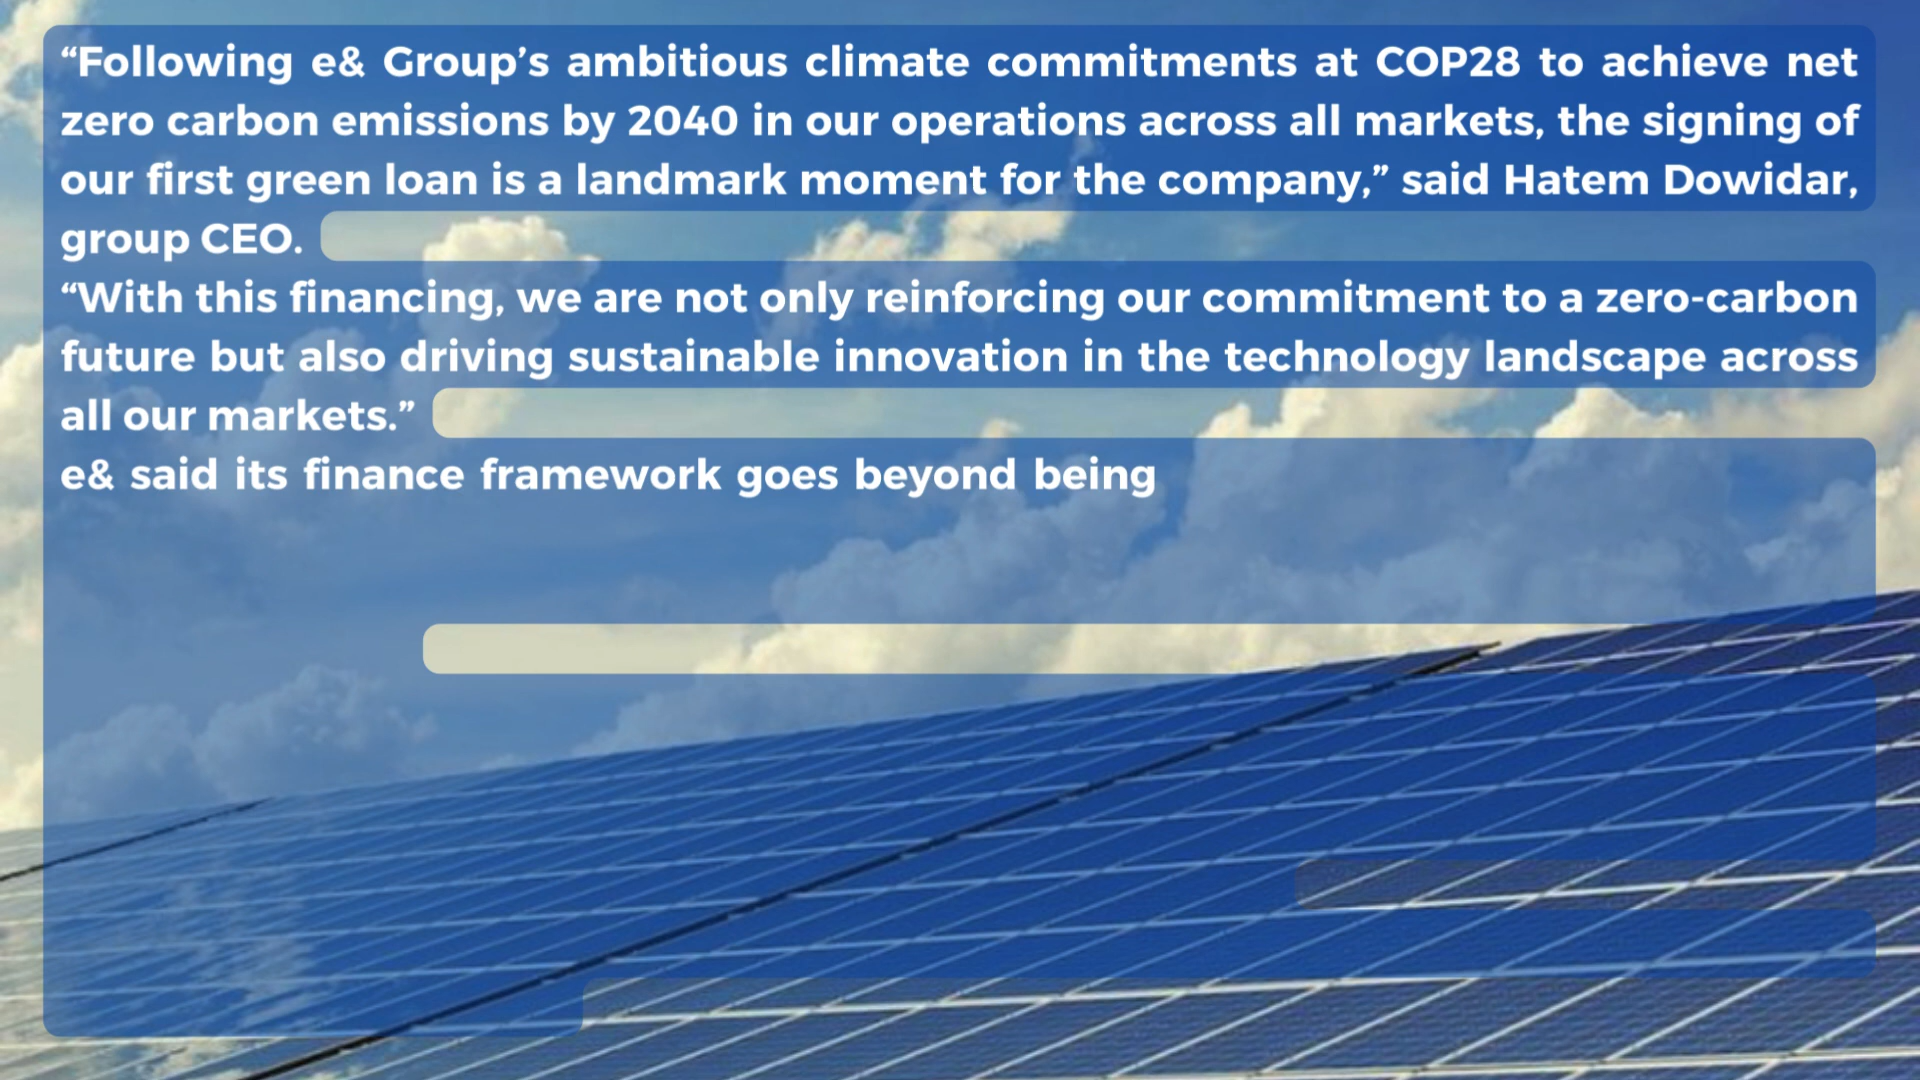 “Following e& Group’s ambitious climate commitments at COP28 to achieve net
zero carbon emissions by 2040 in our operations across all markets, the signing of
our first green loan is a landmark moment for the company,” said Hatem Dowidar,
group CEO.
“With this financing, we are not only reinforcing our commitment to a zero-carbon
future but also driving sustainable innovation in the technology landscape across
all our markets.”
e& said its finance framework goes beyond being